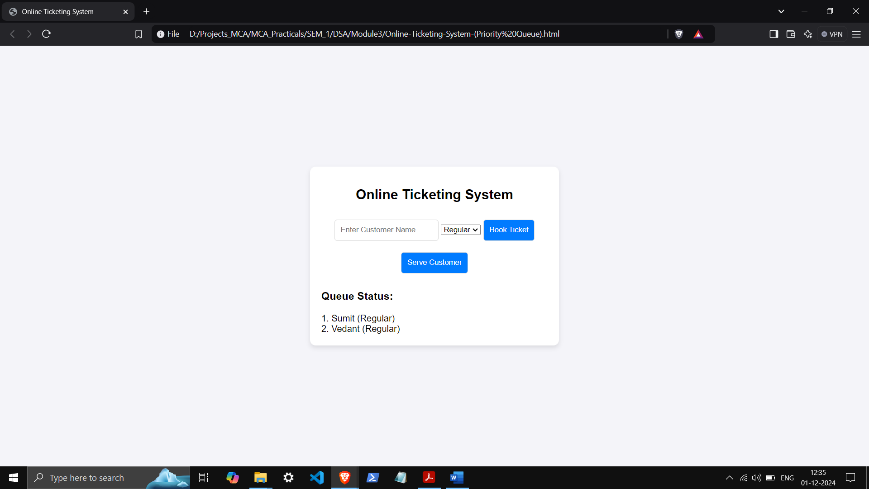 Online Ticketing System
File D:/Projects_MCA/MCA_Practicals/SEM_1/DSA/Module3/Online-Ticketing-System-(Priority%20Queue).html
VPN
Online Ticketing System
Enter Customer Name Regular Book Ticket
Serve Customer
Queue Status:
1. Sumit (Regular)
2. Vedant (Regular)
Type here to search
ENG
12:35
01-12-2024